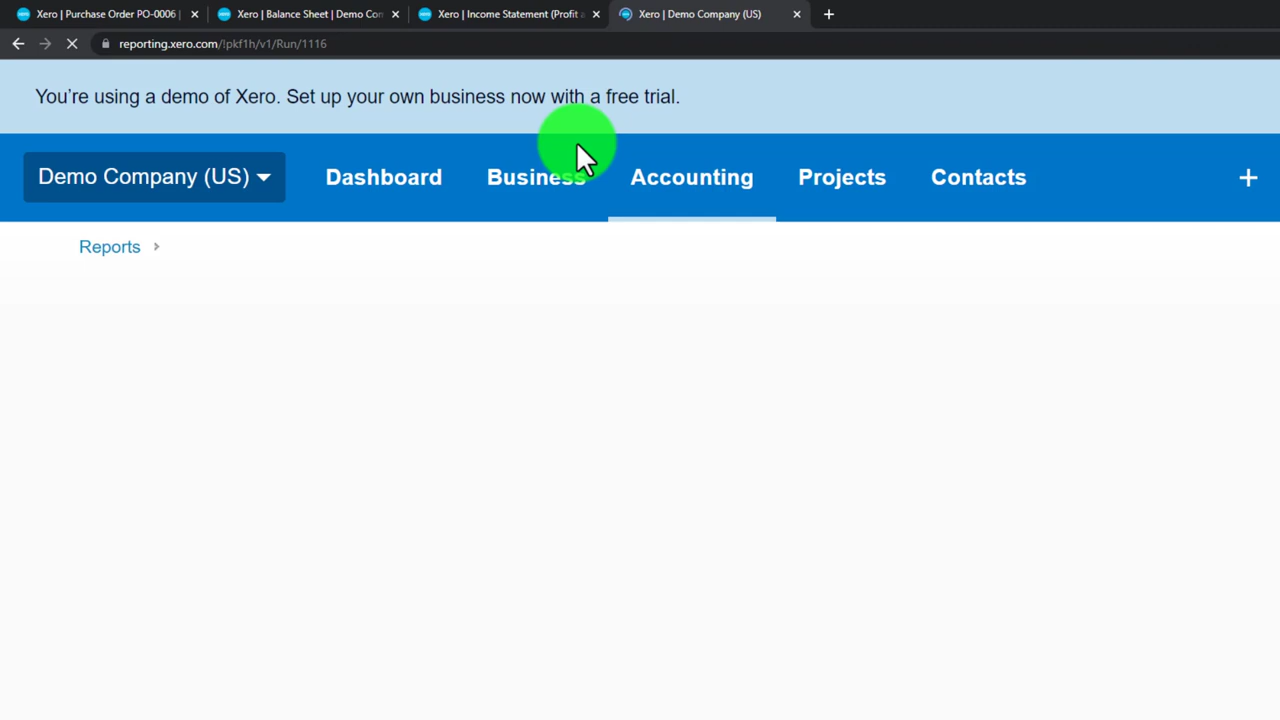 Xero | Purchase Order PO-0006 |
Xero | Balance Sheet | Demo Con
Xero | Income Statement (Profit a
Xero | Demo Company (US)
reporting.xero.com/!pkf1h/v1/Run/1116
You're using a demo of Xero. Set up your own business now with a free trial.
Demo Company (US) Dashboard Business Accounting Projects Contacts
Reports